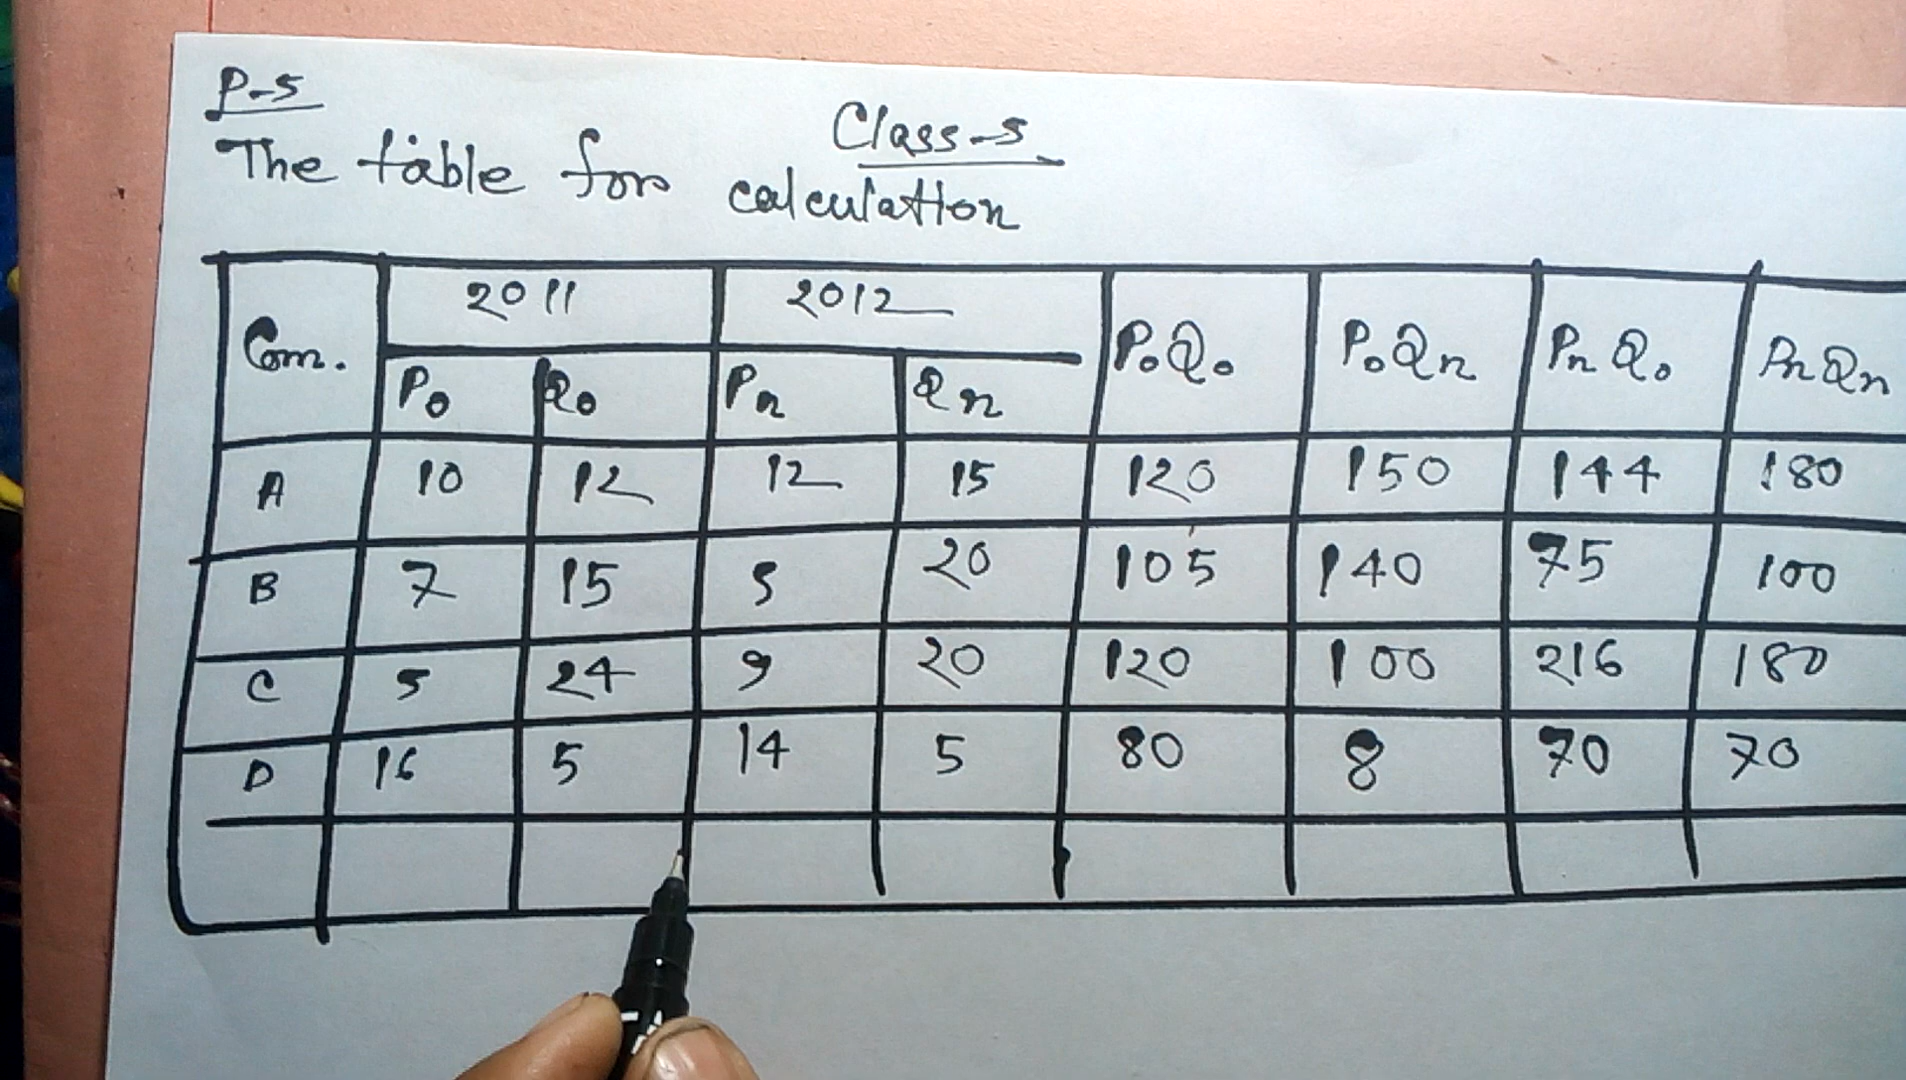 P-5
Class-5
The table for calculation
Com. 2011 2012 P₀Q₀ P₀Qn PnQ₀ PnQn
P₀ Q₀ Pn Qn
A 10 12 12 15 120 150 144 180
B 7 15 5 20 105 140 75 100
C 5 24 9 20 120 100 216 180
D 16 5 14 5 80 8 70 70